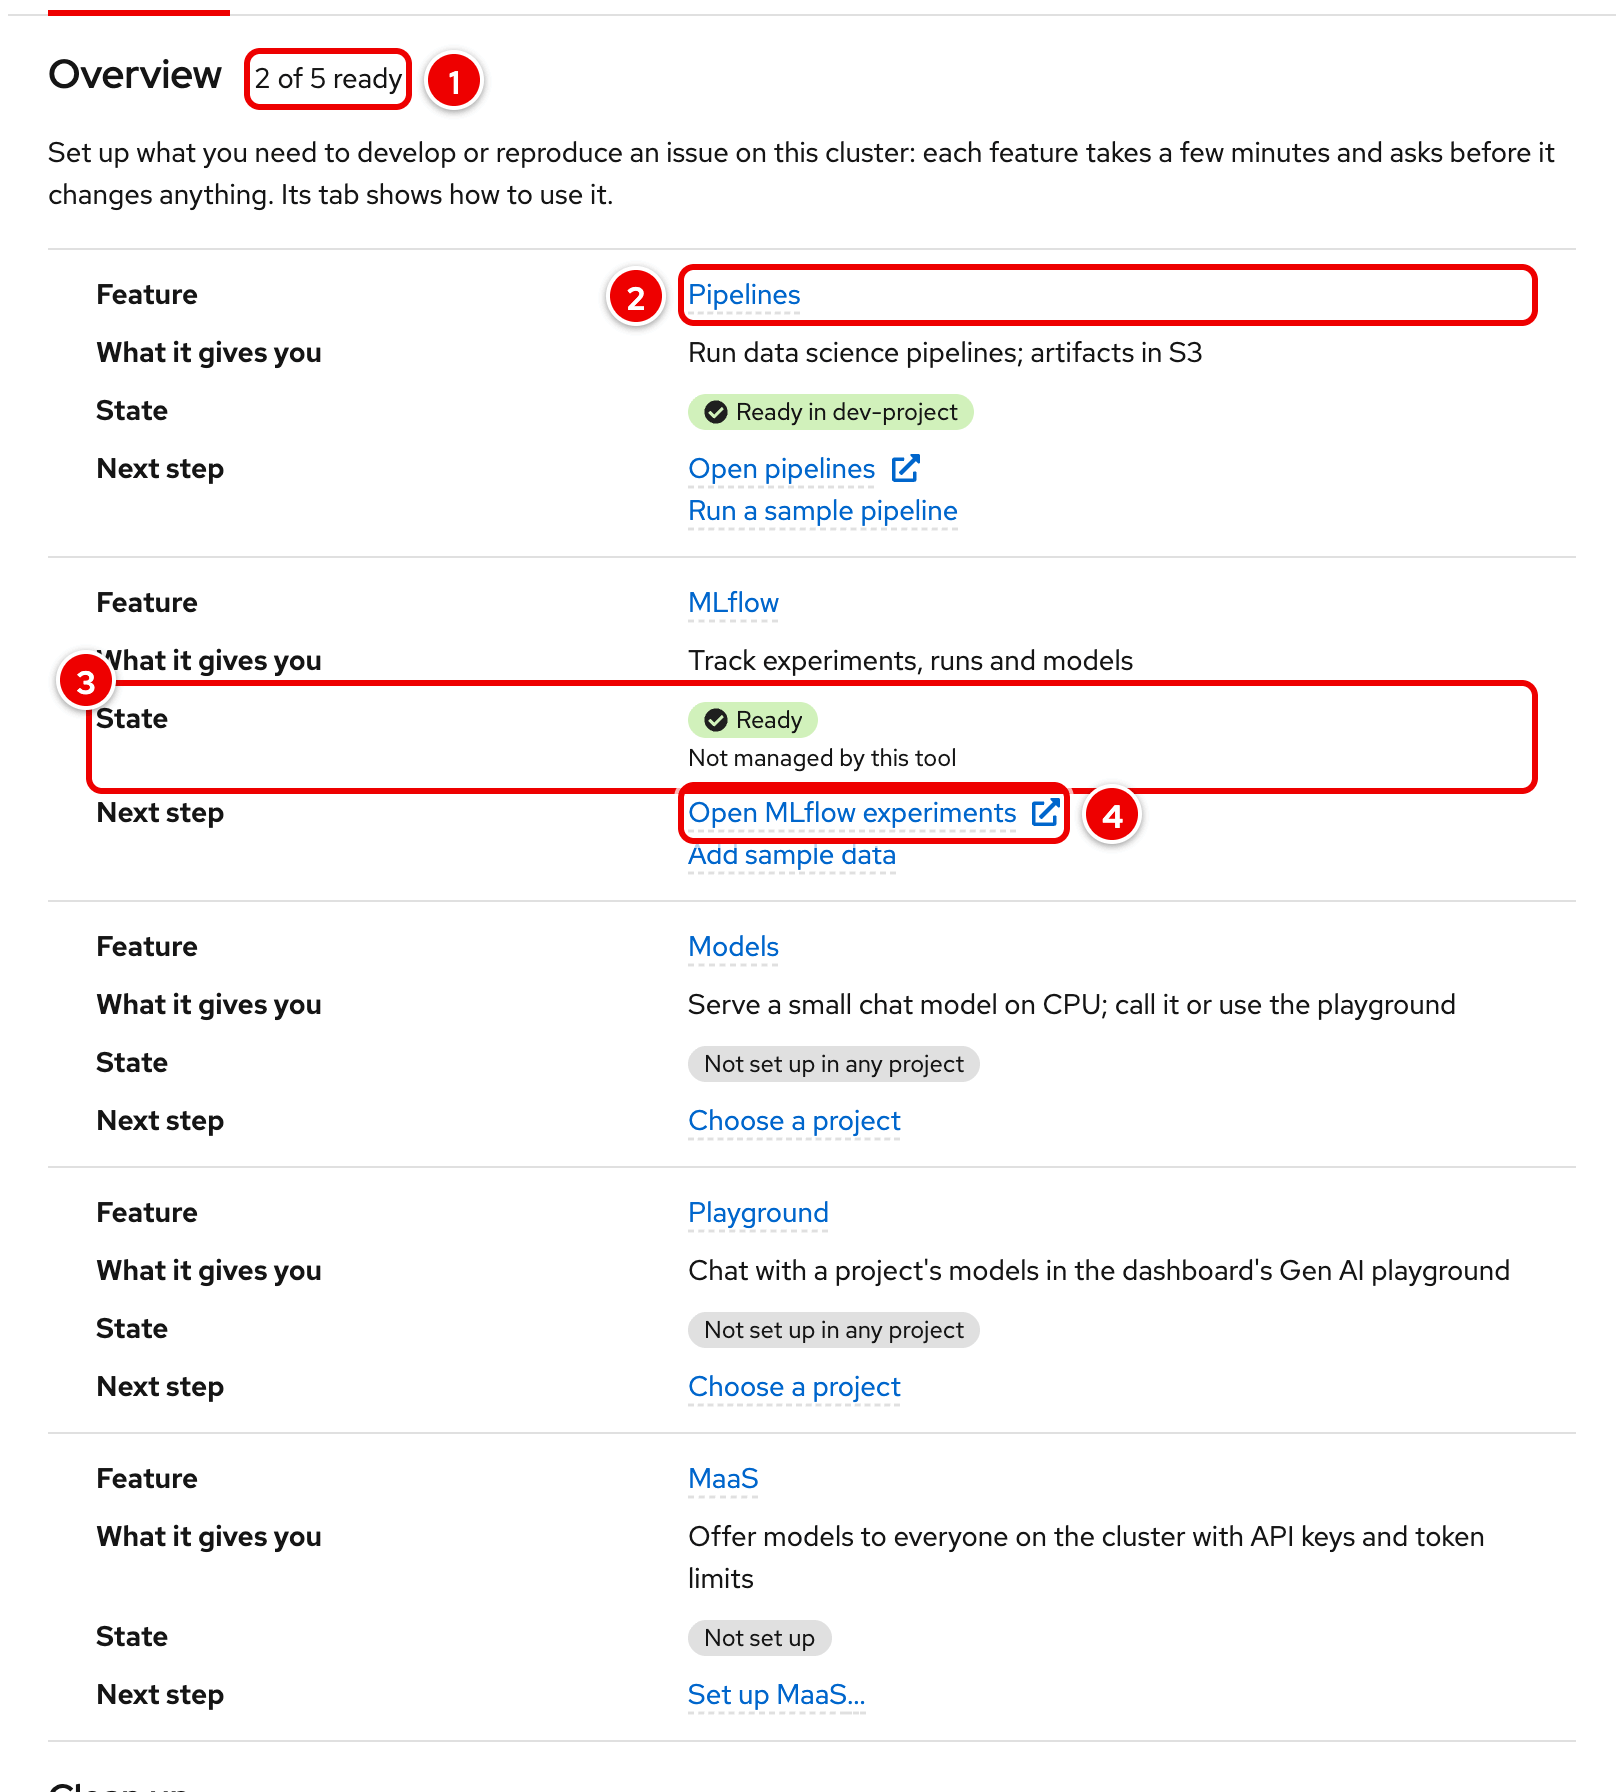 Overview 2 of 5 ready 1
Set up what you need to develop or reproduce an issue on this cluster: each feature takes a few minutes and asks before it
changes anything. Its tab shows how to use it.
Feature 2 Pipelines
What it gives you Run data science pipelines; artifacts in S3
State Ready in dev-project
Next step Open pipelines
Run a sample pipeline
Feature MLflow
What it gives you Track experiments, runs and models
3
State Ready
Not managed by this tool
Next step Open MLflow experiments 4
Add sample data
Feature Models
What it gives you Serve a small chat model on CPU; call it or use the playground
State Not set up in any project
Next step Choose a project
Feature Playground
What it gives you Chat with a project's models in the dashboard's Gen AI playground
State Not set up in any project
Next step Choose a project
Feature MaaS
What it gives you Offer models to everyone on the cluster with API keys and token
limits
State Not set up
Next step Set up MaaS...
Clean up